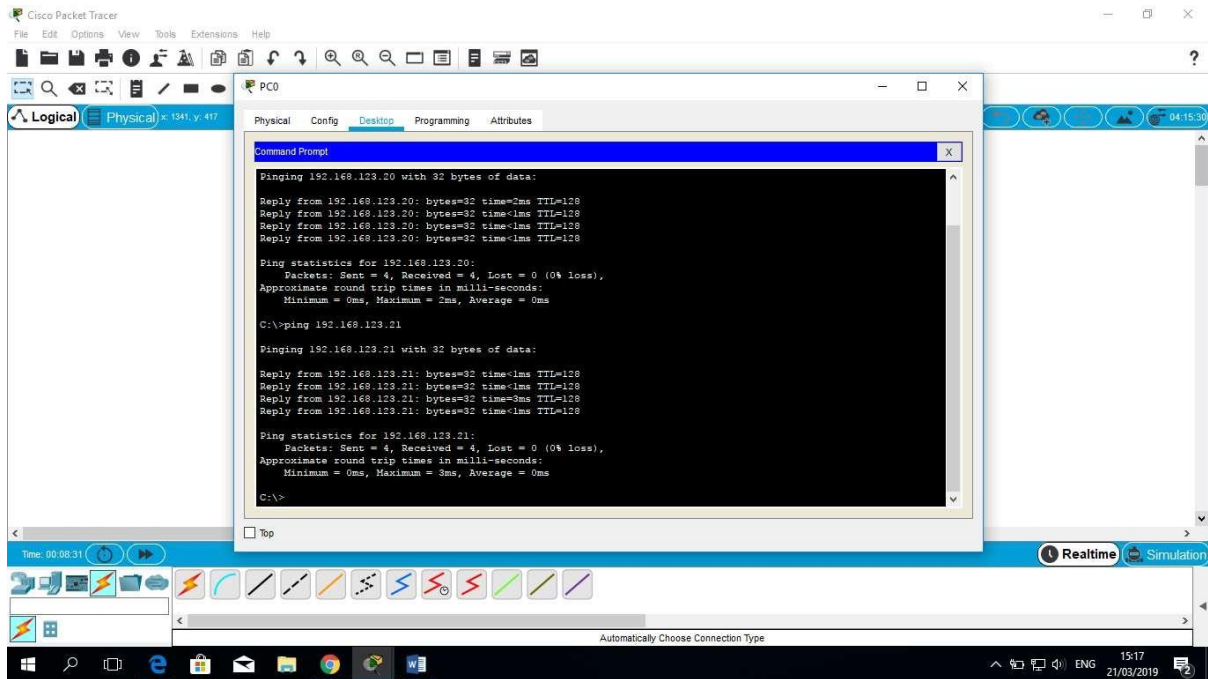 Cisco Packet Tracer
File Edit Options View Tools Extensions Help
?
PC0
Logical
Physical x: 1341, y: 417
04:15:30
Physical Config Desktop Programming Attributes
Command Prompt
X
Pinging 192.168.123.20 with 32 bytes of data:
Reply from 192.168.123.20: bytes=32 time=2ms TTL=128
Reply from 192.168.123.20: bytes=32 time<1ms TTL=128
Reply from 192.168.123.20: bytes=32 time<1ms TTL=128
Reply from 192.168.123.20: bytes=32 time<1ms TTL=128
Ping statistics for 192.168.123.20:
Packets: Sent = 4, Received = 4, Lost = 0 (0% loss),
Approximate round trip times in milli-seconds:
Minimum = 0ms, Maximum = 2ms, Average = 0ms
C:\>ping 192.168.123.21
Pinging 192.168.123.21 with 32 bytes of data:
Reply from 192.168.123.21: bytes=32 time<1ms TTL=128
Reply from 192.168.123.21: bytes=32 time<1ms TTL=128
Reply from 192.168.123.21: bytes=32 time=3ms TTL=128
Reply from 192.168.123.21: bytes=32 time<1ms TTL=128
Ping statistics for 192.168.123.21:
Packets: Sent = 4, Received = 4, Lost = 0 (0% loss),
Approximate round trip times in milli-seconds:
Minimum = 0ms, Maximum = 3ms, Average = 0ms
C:\>
Top
Time: 00:08:31
Realtime
Simulation
Automatically Choose Connection Type
ENG
15:17
21/03/2019
2